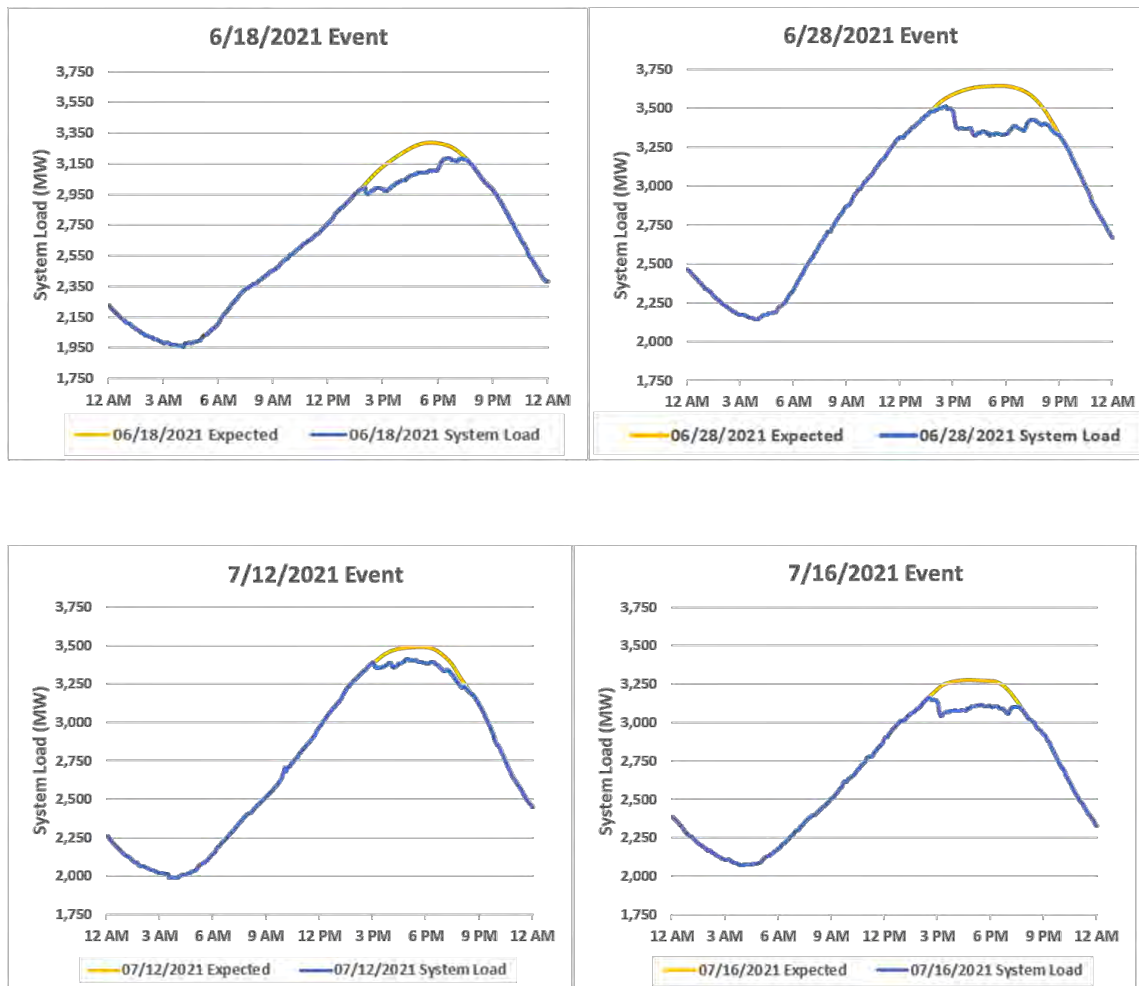 6/18/2021 Event
System Load (MW)
3,750
3,550
3,350
3,150
2,950
2,750
2,550
2,350
2,150
1,950
1,750
12 AM 3 AM 6 AM 9 AM 12 PM 3 PM 6 PM 9 PM 12 AM
06/18/2021 Expected 06/18/2021 System Load
6/28/2021 Event
System Load (MW)
3,750
3,500
3,250
3,000
2,750
2,500
2,250
2,000
1,750
12 AM 3 AM 6 AM 9 AM 12 PM 3 PM 6 PM 9 PM 12 AM
06/28/2021 Expected 06/28/2021 System Load
7/12/2021 Event
System Load (MW)
3,750
3,500
3,250
3,000
2,750
2,500
2,250
2,000
1,750
12 AM 3 AM 6 AM 9 AM 12 PM 3 PM 6 PM 9 PM 12 AM
07/12/2021 Expected 07/12/2021 System Load
7/16/2021 Event
System Load (MW)
3,750
3,500
3,250
3,000
2,750
2,500
2,250
2,000
1,750
12 AM 3 AM 6 AM 9 AM 12 PM 3 PM 6 PM 9 PM 12 AM
07/16/2021 Expected 07/16/2021 System Load